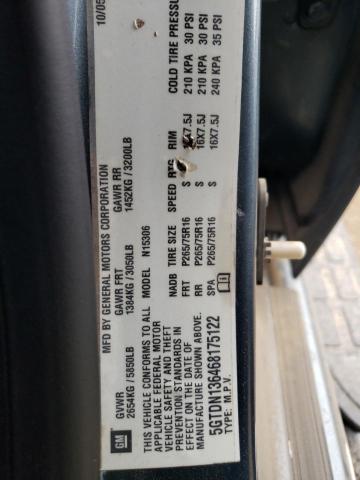 GM
MFD BY GENERAL MOTORS CORPORATION
10/05
GVWR GAWR FRT GAWR RR
2654KG / 5850LB 1384KG / 3050LB 1452KG / 3200LB
THIS VEHICLE CONFORMS TO ALL
APPLICABLE FEDERAL MOTOR
VEHICLE SAFETY AND THEFT
PREVENTION STANDARDS IN
EFFECT ON THE DATE OF
MANUFACTURE SHOWN ABOVE.
5GTDN136468175122
TYPE: M.P.V.
MODEL N15306
NADB TIRE SIZE SPEED RTG RIM COLD TIRE PRESSU
FRT P265/75R16 S 16X7.5J 210 KPA 30 PSI
RR P265/75R16 S 16X7.5J 210 KPA 30 PSI
SPA P265/75R16 S 16X7.5J 240 KPA 35 PSI